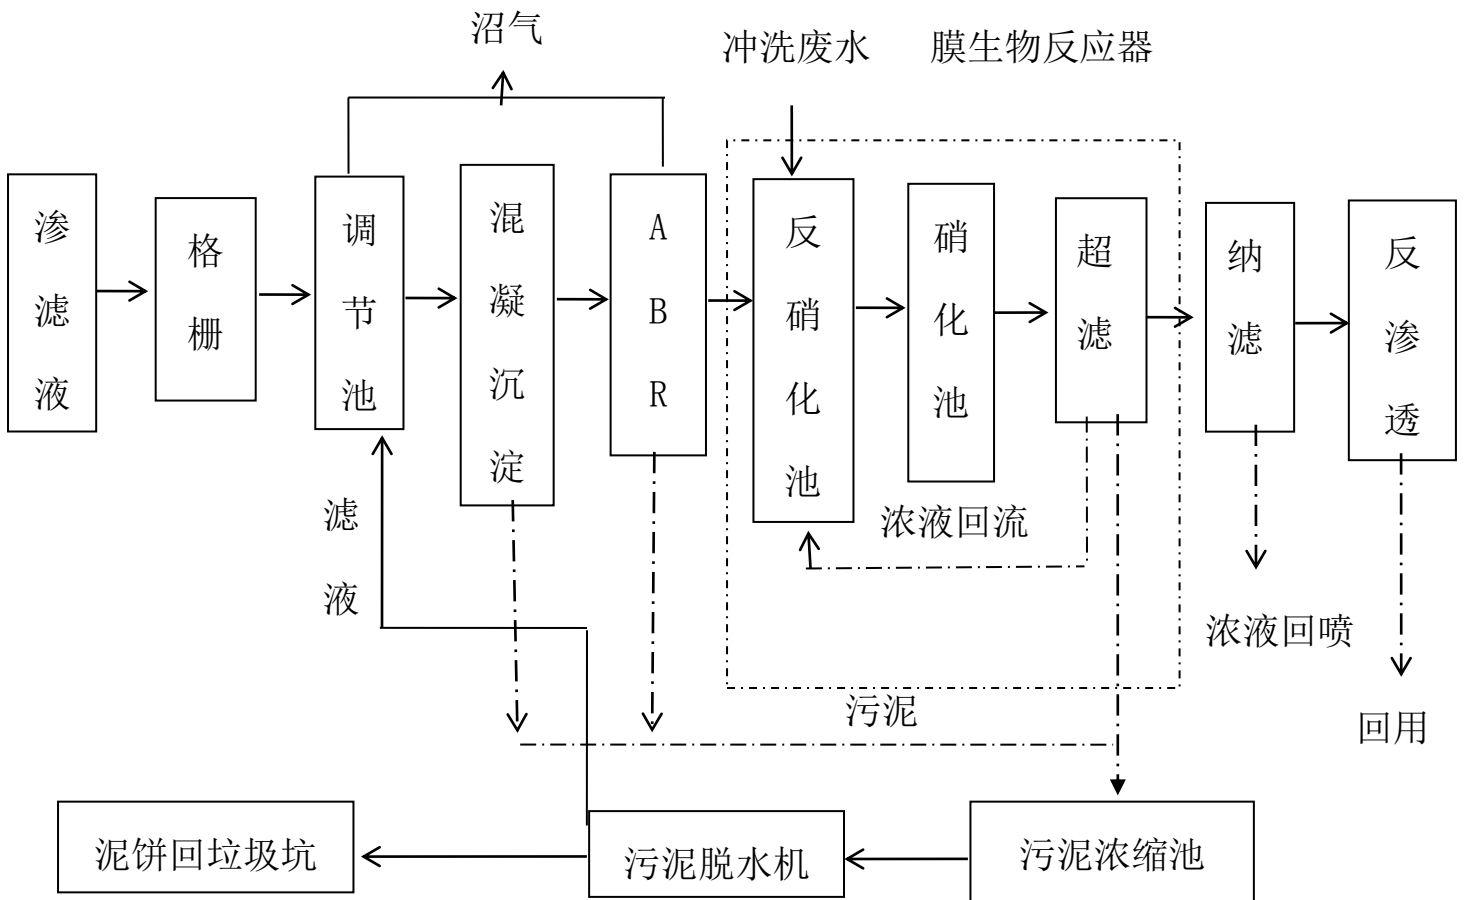 沼气
冲洗废水
膜生物反应器
渗滤液
格栅
调节池
混凝沉淀
ABR
反硝化池
硝化池
超滤
纳滤
反渗透
滤液
浓液回流
浓液回喷
污泥
回用
泥饼回垃圾坑
污泥脱水机
污泥浓缩池